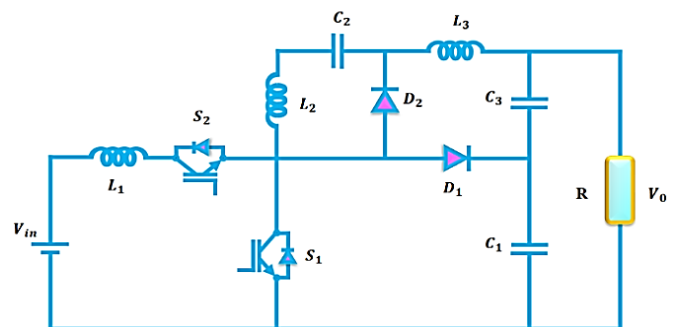 C₂
L₃
S₂
L₂
D₂
C₃
L₁
D₁
R
V₀
Vᵢₙ
S₁
C₁